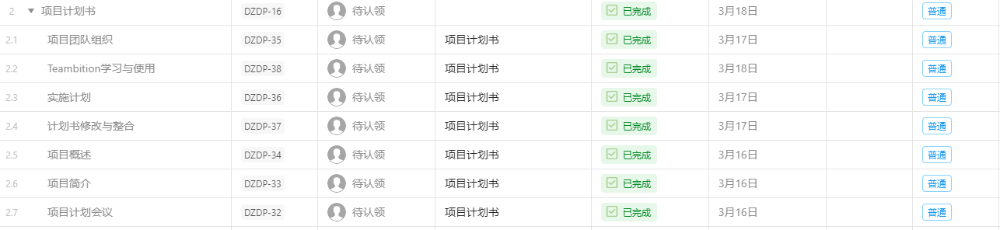 2 项目计划书 DZDP-16 待认领 已完成 3月18日 普通
2.1 项目团队组织 DZDP-35 待认领 项目计划书 已完成 3月17日 普通
2.2 Teambition学习与使用 DZDP-38 待认领 项目计划书 已完成 3月18日 普通
2.3 实施计划 DZDP-36 待认领 项目计划书 已完成 3月17日 普通
2.4 计划书修改与整合 DZDP-37 待认领 项目计划书 已完成 3月17日 普通
2.5 项目概述 DZDP-34 待认领 项目计划书 已完成 3月16日 普通
2.6 项目简介 DZDP-33 待认领 项目计划书 已完成 3月16日 普通
2.7 项目计划会议 DZDP-32 待认领 项目计划书 已完成 3月16日 普通